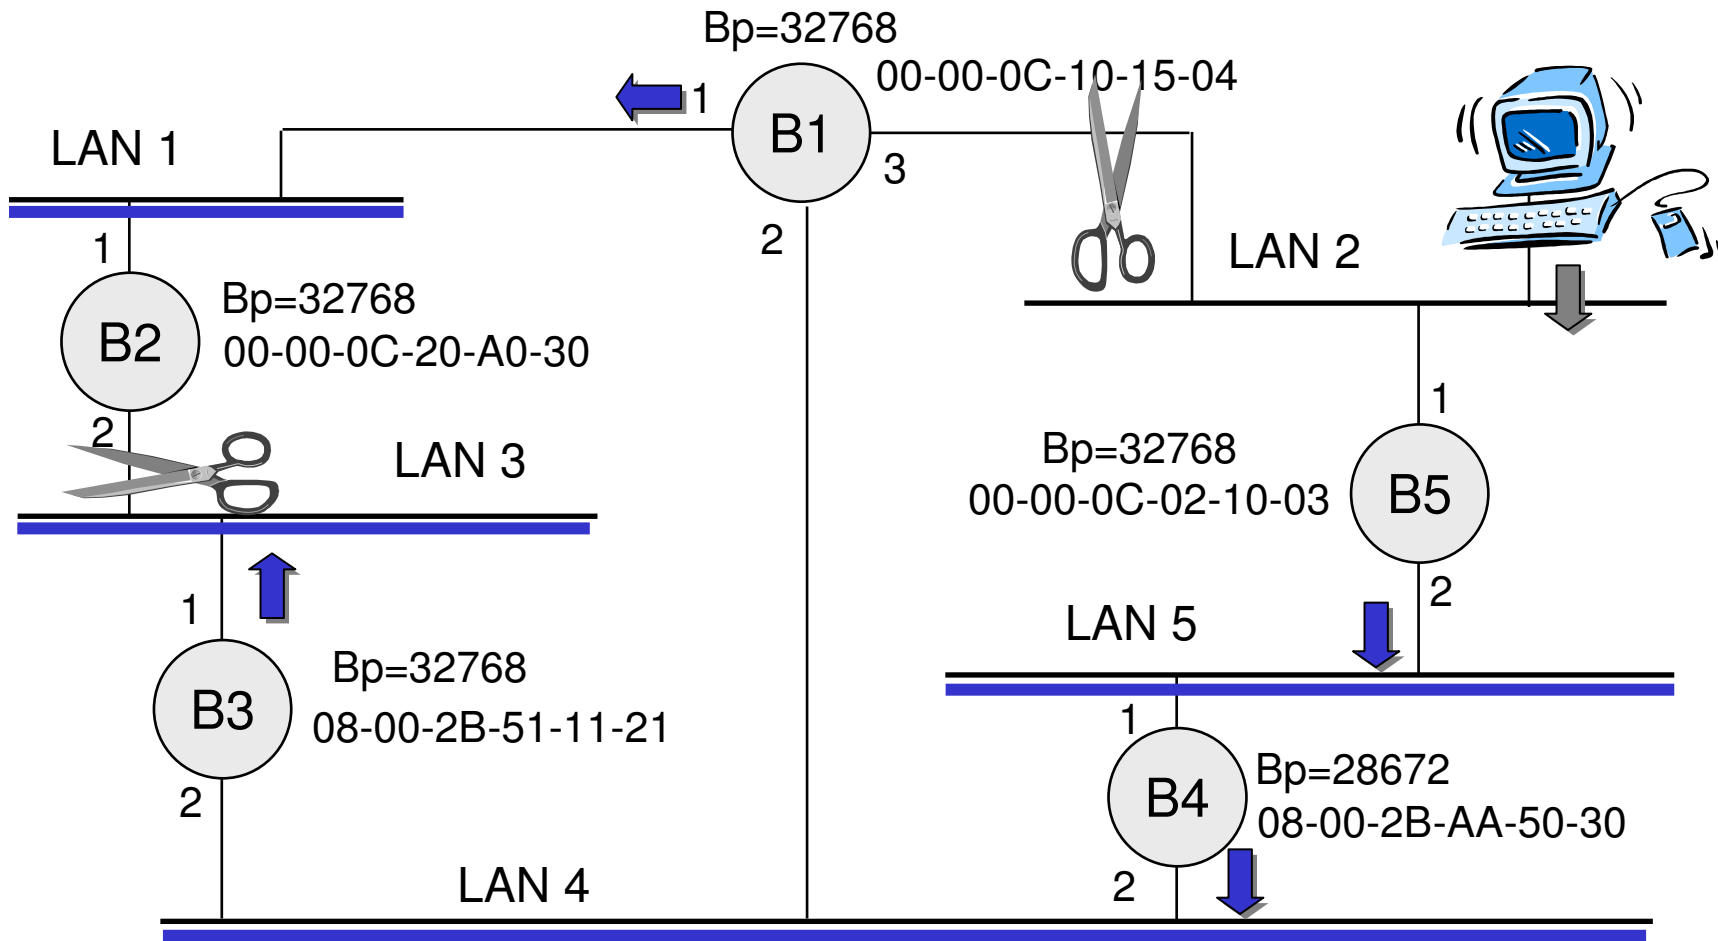 Bp=32768
00-00-0C-10-15-04
1
B1
LAN 1
3
2
1
LAN 2
Bp=32768
B2
00-00-0C-20-A0-30
2
1
LAN 3
Bp=32768
B5
00-00-0C-02-10-03
2
1
LAN 5
Bp=32768
B3
08-00-2B-51-11-21
1
Bp=28672
2
B4
08-00-2B-AA-50-30
LAN 4
2